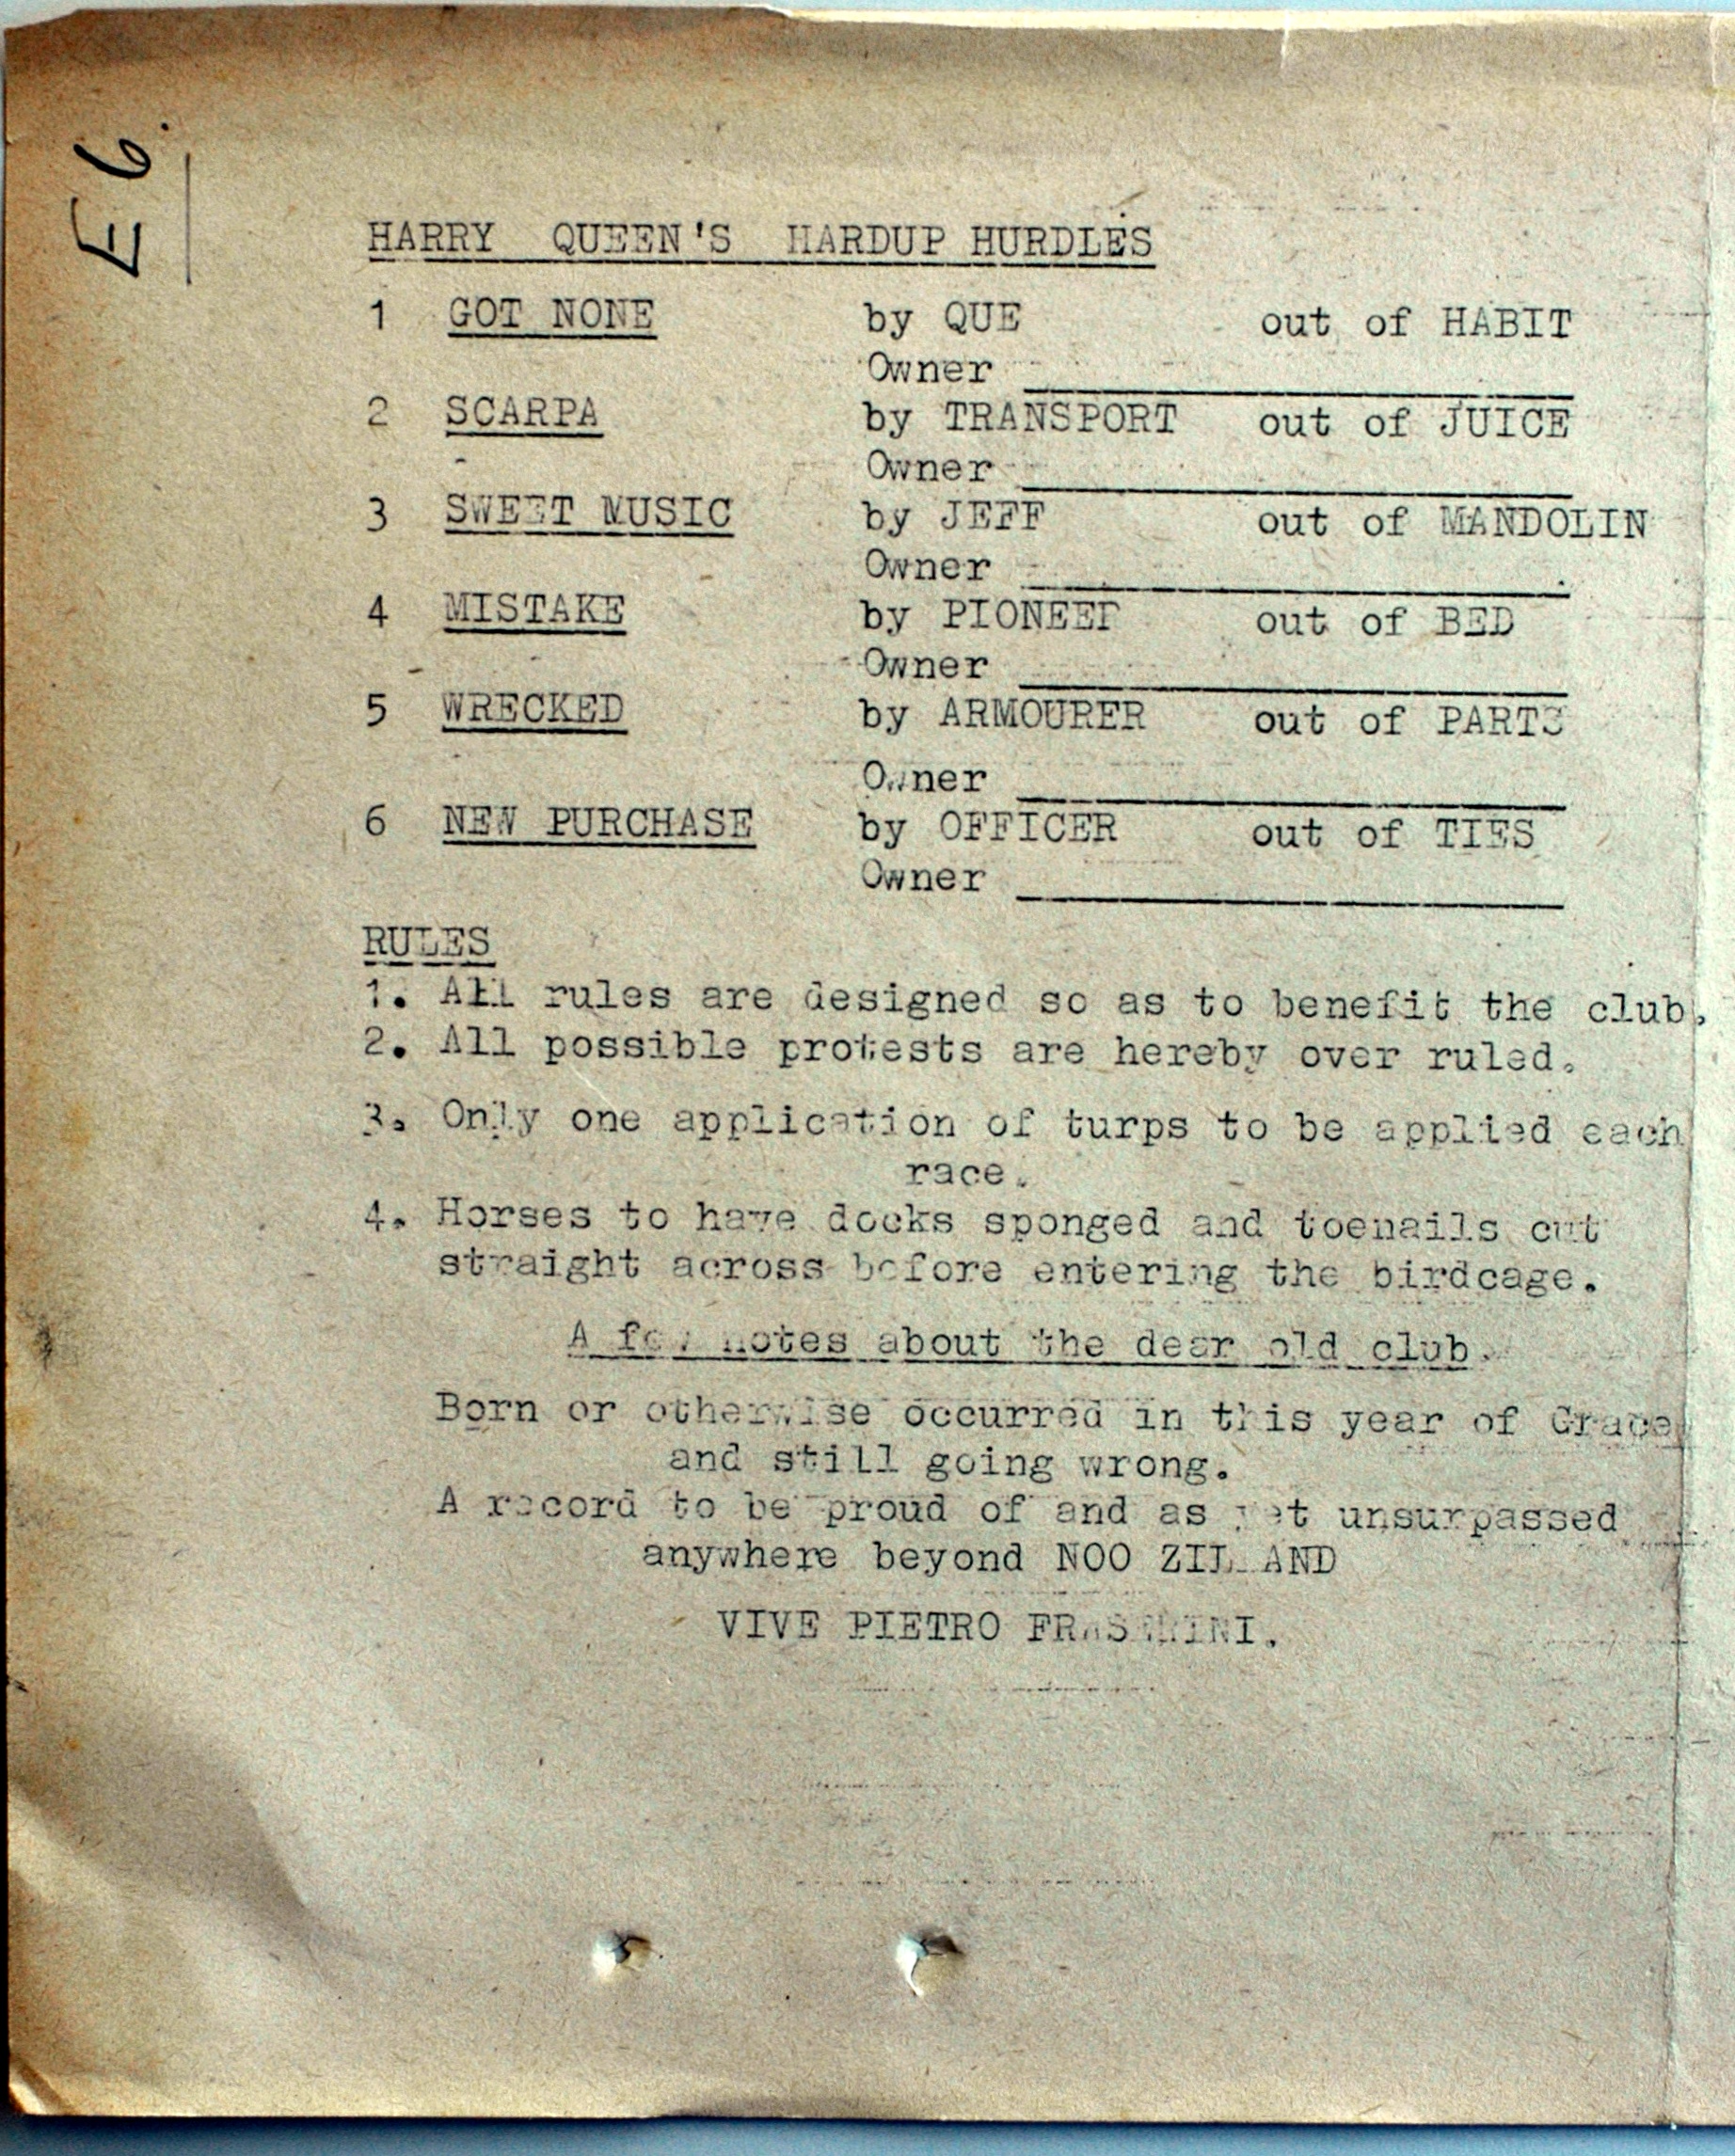 E 6.
HARRY QUEEN'S HARDUP HURDLES
1 GOT NONE by QUE out of HABIT
Owner
2 SCARPA by TRANSPORT out of JUICE
Owner
3 SWEET MUSIC by JEFF out of MANDOLIN
Owner
4 MISTAKE by PIONEER out of BED
Owner
5 WRECKED by ARMOURER out of PARTS
Owner
6 NEW PURCHASE by OFFICER out of TIES
Owner
RULES
1. All rules are designed so as to benefit the club.
2. All possible protests are hereby over ruled.
3. Only one application of turps to be applied each
race.
4. Horses to have docks sponged and toenails cut
straight across before entering the birdcage.
A few notes about the dear old club.
Born or otherwise occurred in this year of Grace
and still going wrong.
A record to be proud of and as yet unsurpassed
anywhere beyond NOO ZIL AND
VIVE PIETRO